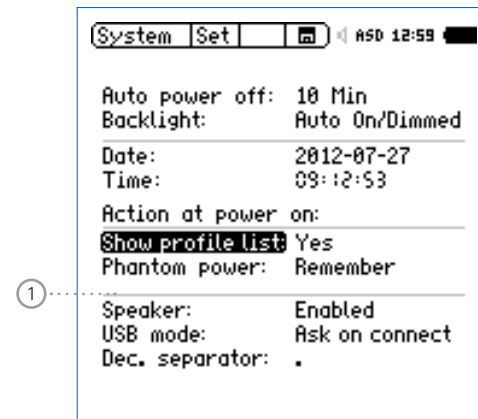 System Set ASD 12:59
Auto power off: 10 Min
Backlight: Auto On/Dimmed
Date: 2012-07-27
Time: 09:12:53
Action at power on:
Show profile list: Yes
Phantom power: Remember
1
Speaker: Enabled
USB mode: Ask on connect
Dec. separator: .